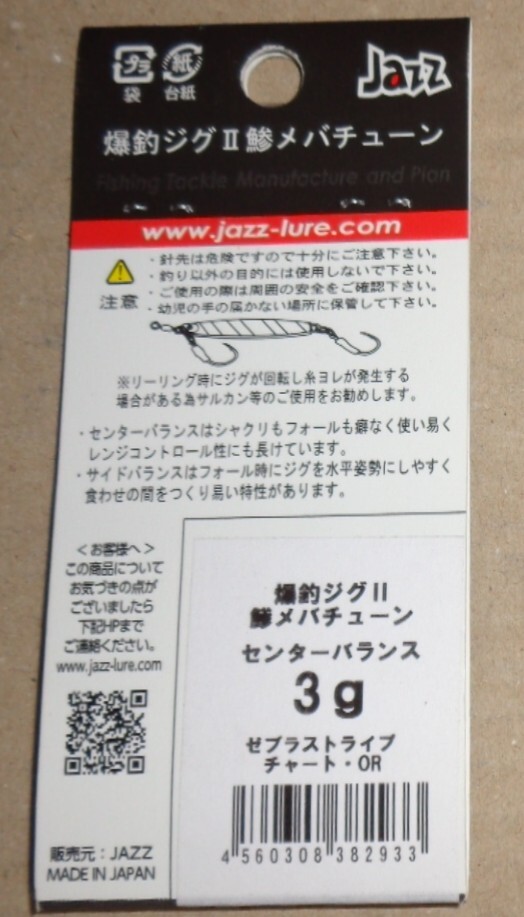 プラ
紙
Jazz
袋
台紙
爆釣ジグⅡ鯵メバチューン
Fishing Tackle Manufacture and Plan
www.jazz-lure.com
注意
・針先は危険ですので十分にご注意下さい。
・釣り以外の目的には使用しないで下さい。
・ご使用の際は周囲の安全をご確認下さい。
・幼児の手の届かない場所に保管して下さい。
※リーリング時にジグが回転し糸ヨレが発生する
場合がある為サルカン等のご使用をお勧めします。
・センターバランスはシャクリもフォールも癖なく使い易く
レンジコントロール性にも長けています。
・サイドバランスはフォール時にジグを水平姿勢にしやすく
食わせの間をつくり易い特性があります。
＜お客様へ＞
この商品について
お気づきの点が
ございましたら
下記HPまで
ご連絡ください。
www.jazz-lure.com
販売元：JAZZ
MADE IN JAPAN
爆釣ジグⅡ
鯵メバチューン
センターバランス
3g
ゼブラストライプ
チャート・OR
4 560308 382933